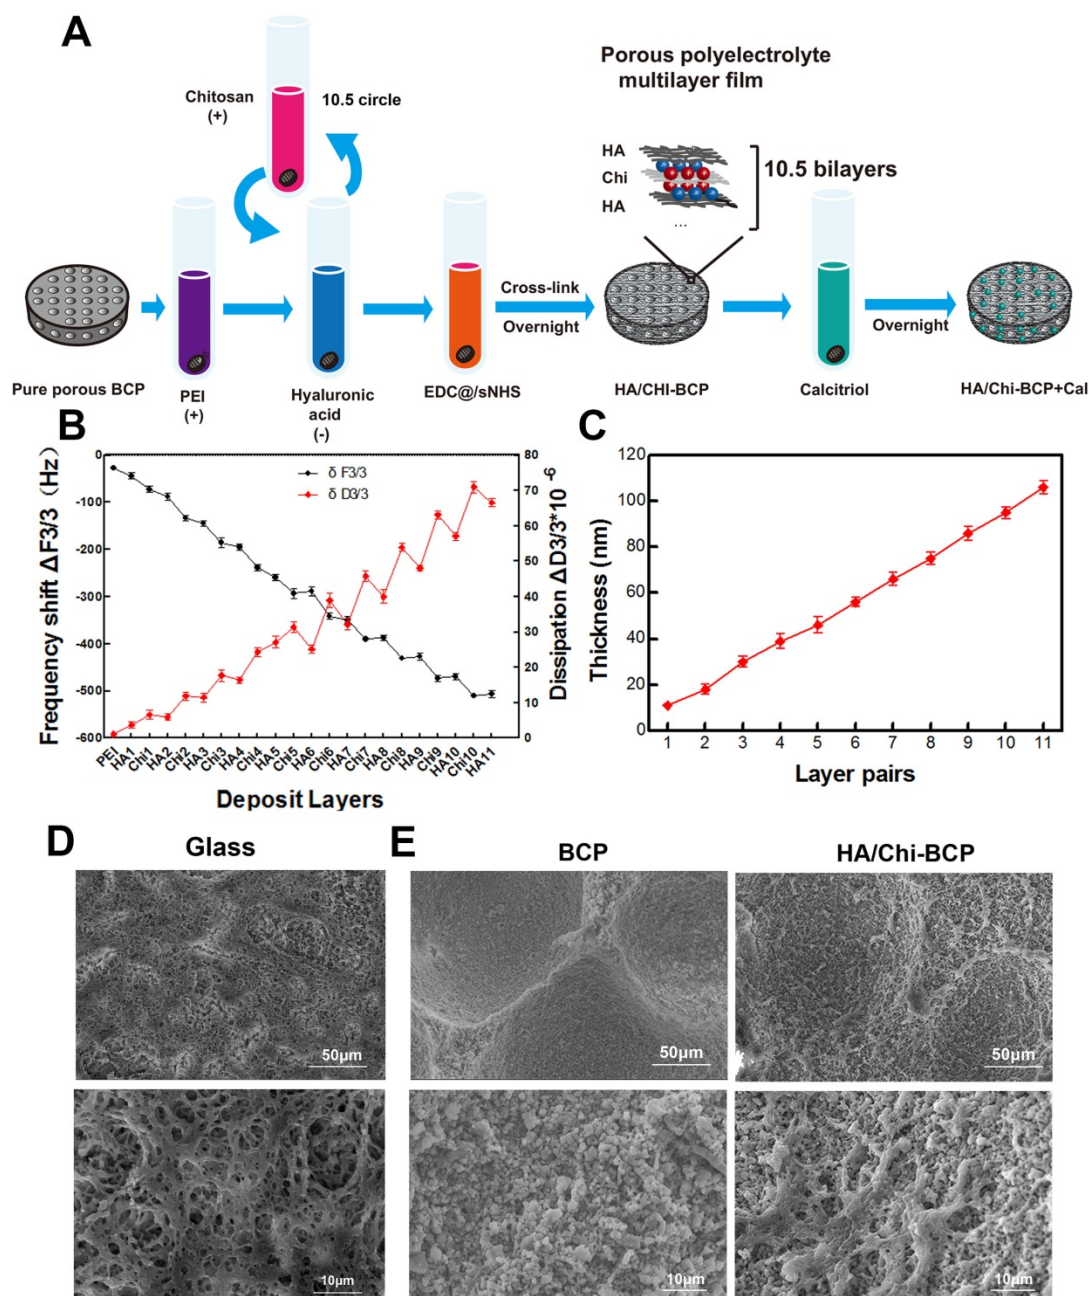 A
Chitosan
(+)
10.5 circle
Porous polyelectrolyte
multilayer film
HA
Chi
HA
...
10.5 bilayers
Cross-link
Overnight
Overnight
Pure porous BCP
PEI
(+)
Hyaluronic
acid
(-)
EDC@/sNHS
HA/CHI-BCP
Calcitriol
HA/Chi-BCP+Cal
B
Frequency shift ΔF3/3 (Hz)
0
-100
-200
-300
-400
-500
-600
δ F3/3
δ D3/3
80
70
60
50
40
30
20
10
0
Dissipation ΔD3/3*10 -6
PEI
HA1
Chi1
HA2
Chi2
HA3
Chi3
HA4
Chi4
HA5
Chi5
HA6
Chi6
HA7
Chi7
HA8
Chi8
HA9
Chi9
HA10
Chi10
HA11
Deposit Layers
C
Thickness (nm)
120
100
80
60
40
20
0
1 2 3 4 5 6 7 8 9 10 11
Layer pairs
D
Glass
50μm
10μm
E
BCP
HA/Chi-BCP
50μm
50μm
10μm
10μm